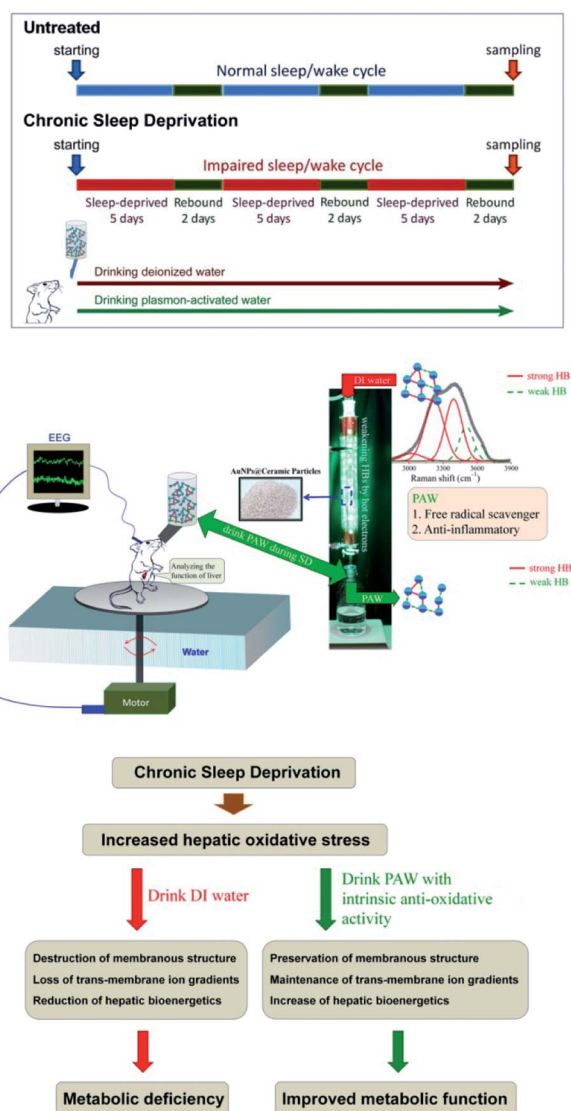 Untreated
starting
sampling
Normal sleep/wake cycle
Chronic Sleep Deprivation
starting
sampling
Impaired sleep/wake cycle
Sleep-deprived Rebound Sleep-deprived Rebound Sleep-deprived Rebound
5 days 2 days 5 days 2 days 5 days 2 days
Drinking deionized water
Drinking plasmon-activated water
EEG
Analyzing the
function of liver
Water
Motor
AuNPs@Ceramic Particles
drink PAW during SD
DI water
weakening HBs by hot electrons
PAW
strong HB
weak HB
3000 3300 3600 3900
Raman shift (cm⁻¹)
PAW
1. Free radical scavenger
2. Anti-inflammatory
strong HB
weak HB
Chronic Sleep Deprivation
Increased hepatic oxidative stress
Drink DI water
Drink PAW with
intrinsic anti-oxidative
activity
Destruction of membranous structure
Loss of trans-membrane ion gradients
Reduction of hepatic bioenergetics
Preservation of membranous structure
Maintenance of trans-membrane ion gradients
Increase of hepatic bioenergetics
Metabolic deficiency
Improved metabolic function